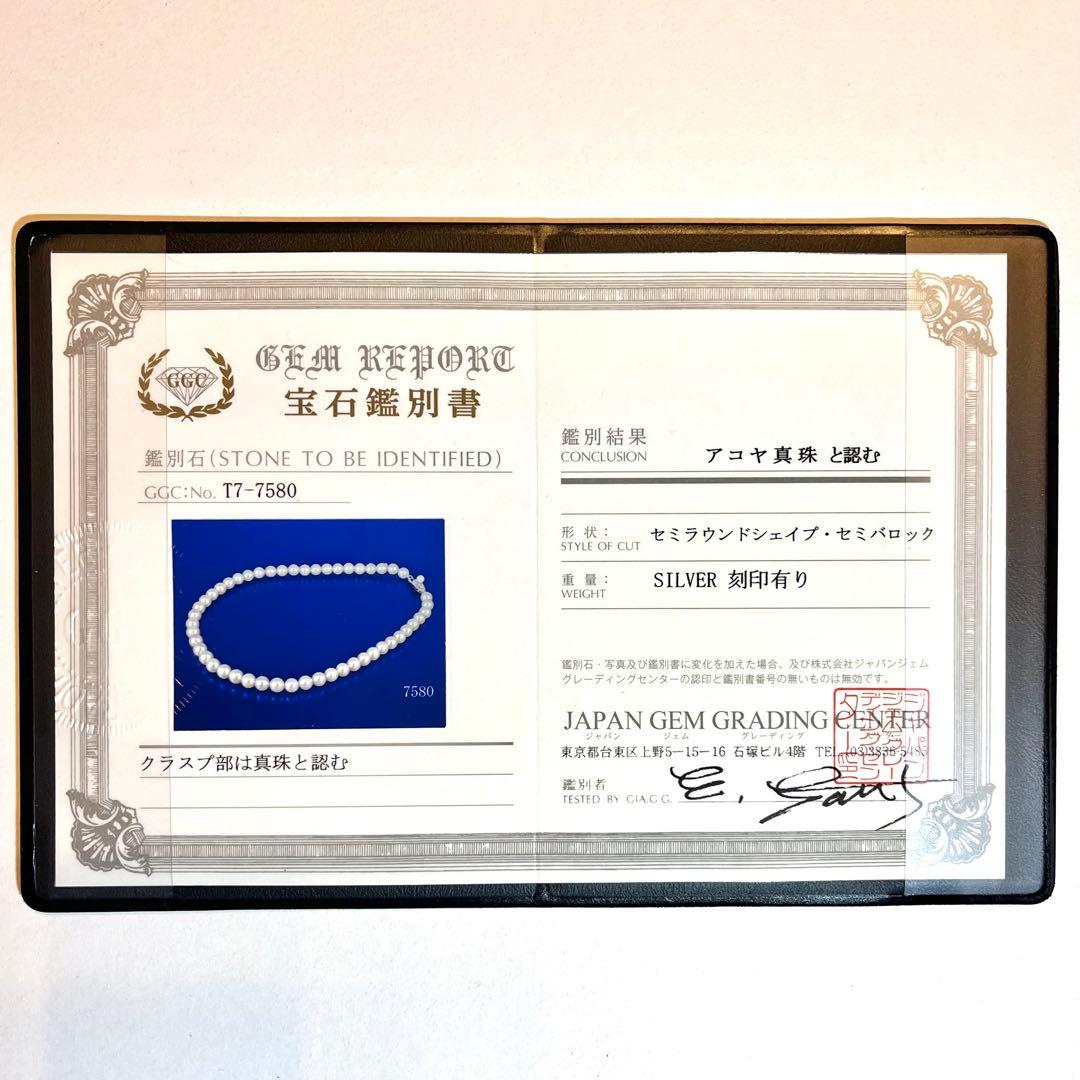 GGC
GEM REPORT
宝石鑑別書
鑑別石(STONE TO BE IDENTIFIED)
GGC:No. T7-7580
7580
クラスプ部は真珠と認む
鑑別結果
CONCLUSION
アコヤ真珠 と認む
形 状:
STYLE OF CUT
セミラウンドシェイプ・セミバロック
重 量:
WEIGHT
SILVER 刻印有り
鑑別石・写真及び鑑別書に変化を加えた場合、及び株式会社ジャパンジェム
グレーディングセンターの認印と鑑別書番号の無いものは無効です。
JAPAN GEM GRADING CENTER
ジャパン ジェム グレーディング
東京都台東区上野5-15-16 石塚ビル4階 TEL (03)3836-5485
鑑別者
TESTED BY GIA.G.G.